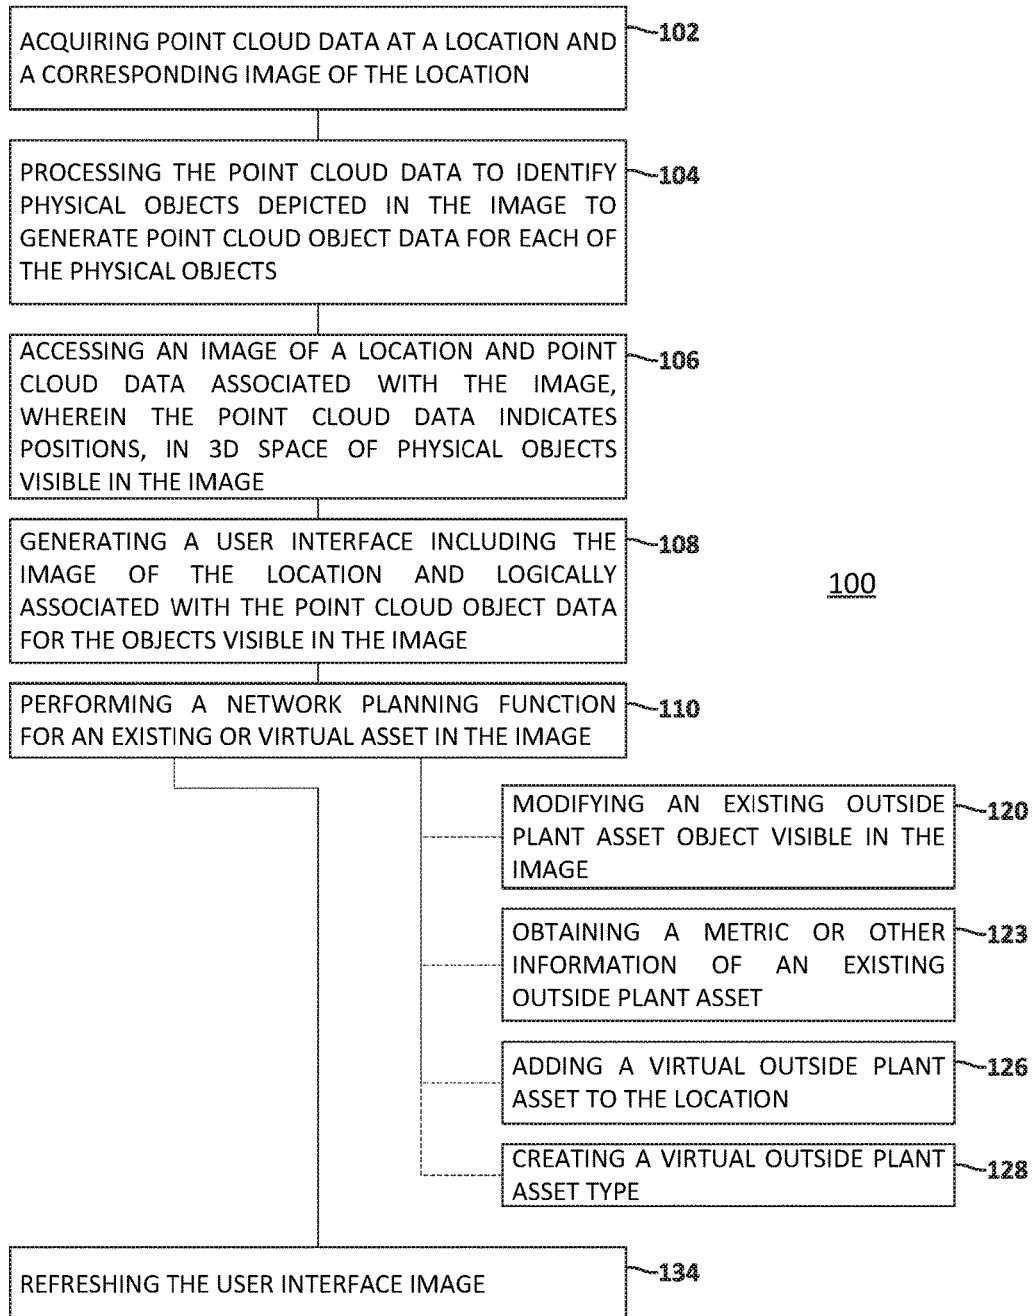 ACQUIRING POINT CLOUD DATA AT A LOCATION AND
A CORRESPONDING IMAGE OF THE LOCATION
102
PROCESSING THE POINT CLOUD DATA TO IDENTIFY
PHYSICAL OBJECTS DEPICTED IN THE IMAGE TO
GENERATE POINT CLOUD OBJECT DATA FOR EACH OF
THE PHYSICAL OBJECTS
104
ACCESSING AN IMAGE OF A LOCATION AND POINT
CLOUD DATA ASSOCIATED WITH THE IMAGE,
WHEREIN THE POINT CLOUD DATA INDICATES
POSITIONS, IN 3D SPACE OF PHYSICAL OBJECTS
VISIBLE IN THE IMAGE
106
GENERATING A USER INTERFACE INCLUDING THE
IMAGE OF THE LOCATION AND LOGICALLY
ASSOCIATED WITH THE POINT CLOUD OBJECT DATA
FOR THE OBJECTS VISIBLE IN THE IMAGE
108
100
PERFORMING A NETWORK PLANNING FUNCTION
FOR AN EXISTING OR VIRTUAL ASSET IN THE IMAGE
110
MODIFYING AN EXISTING OUTSIDE
PLANT ASSET OBJECT VISIBLE IN THE
IMAGE
120
OBTAINING A METRIC OR OTHER
INFORMATION OF AN EXISTING
OUTSIDE PLANT ASSET
123
ADDING A VIRTUAL OUTSIDE PLANT
ASSET TO THE LOCATION
126
CREATING A VIRTUAL OUTSIDE PLANT
ASSET TYPE
128
REFRESHING THE USER INTERFACE IMAGE
134